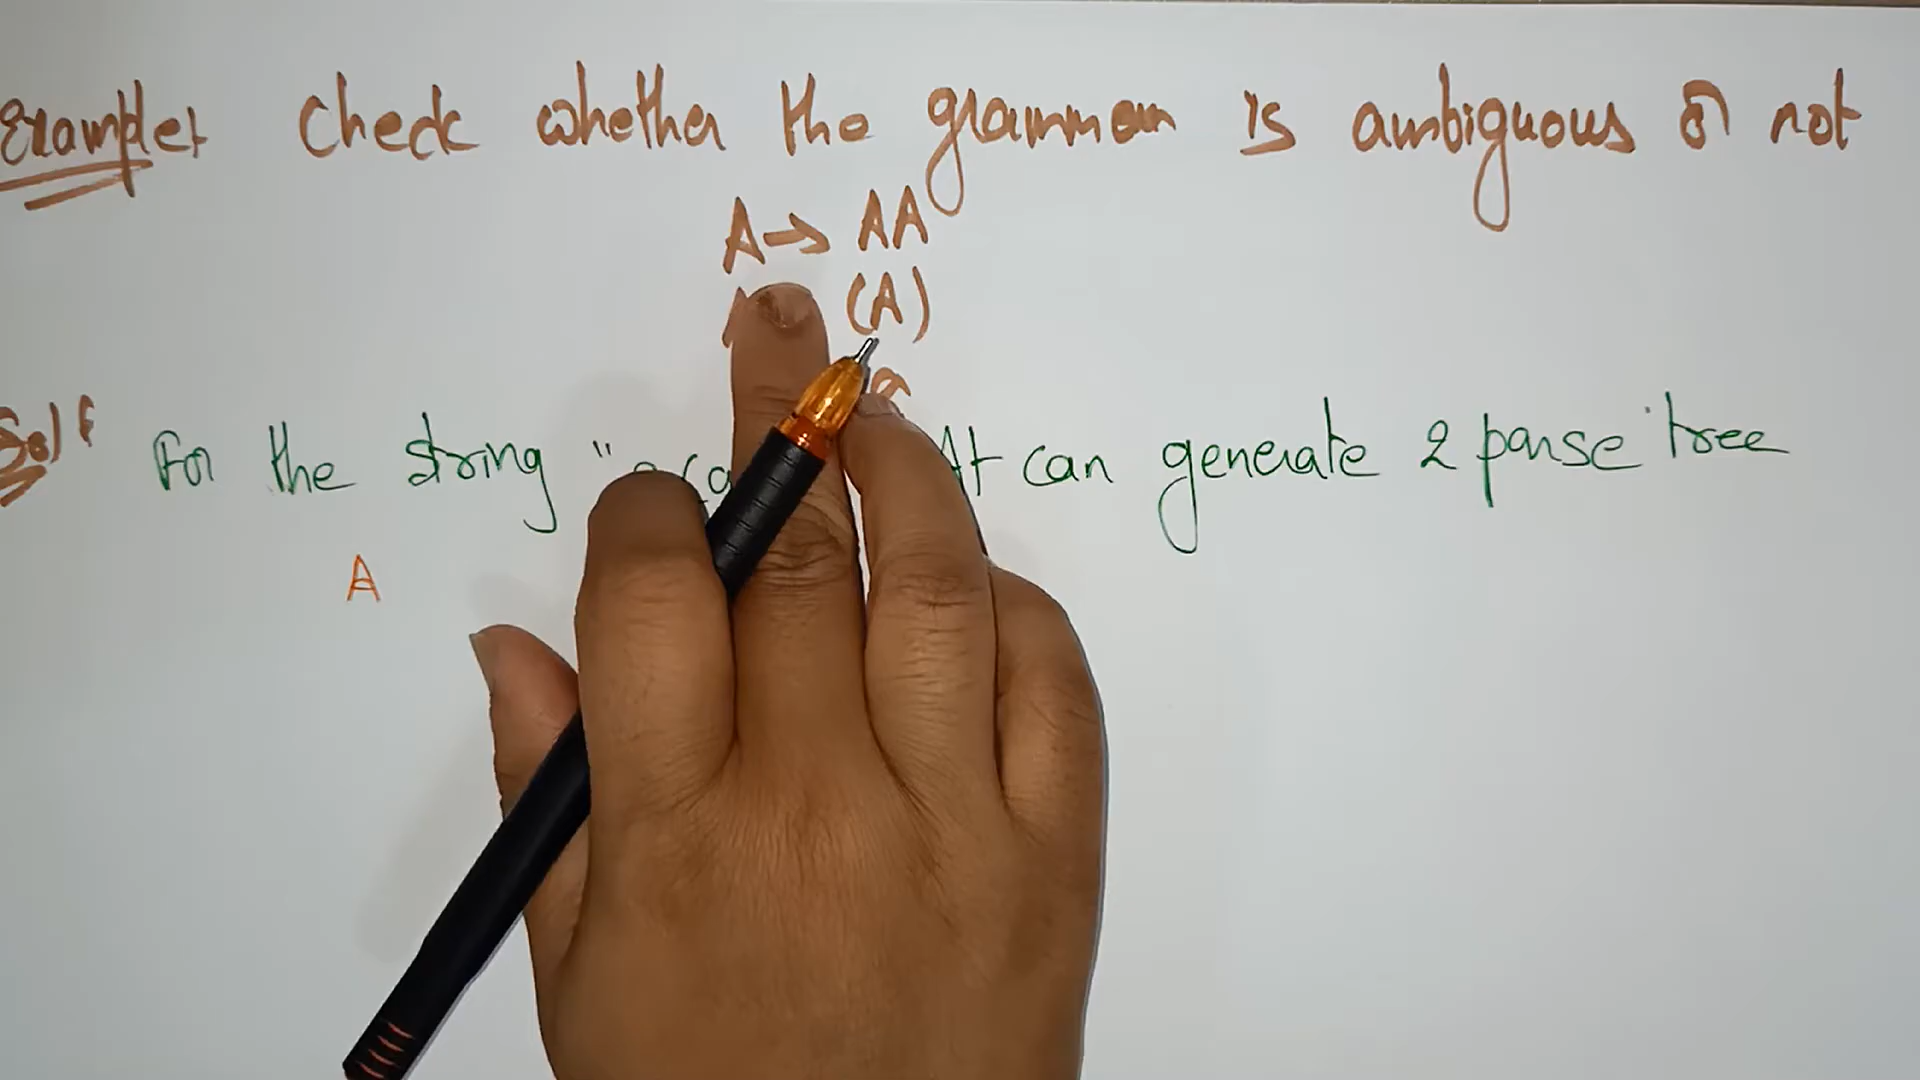 Example: Check whether the grammar is ambiguous or not
A → AA
(A)
a
Sol: For the string " a(a It can generate 2 parse tree
A